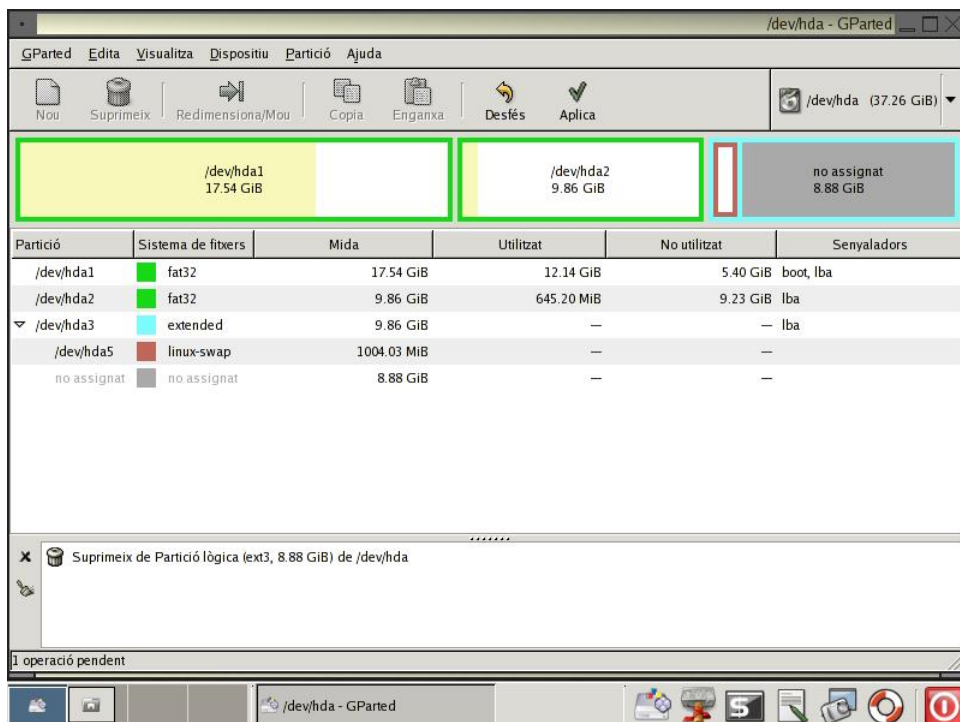 /dev/hda - GParted
GParted Edita Visualitza Dispositiu Partició Ajuda
Nou Suprimeix Redimensiona/Mou Copia Enganxa Desfés Aplica /dev/hda (37.26 GiB)
/dev/hda1
17.54 GiB
/dev/hda2
9.86 GiB
no assignat
8.88 GiB
Partició Sistema de fitxers Mida Utilitzat No utilitzat Senyaladors
/dev/hda1 fat32 17.54 GiB 12.14 GiB 5.40 GiB boot, lba
/dev/hda2 fat32 9.86 GiB 645.20 MiB 9.23 GiB lba
/dev/hda3 extended 9.86 GiB — — lba
/dev/hda5 linux-swap 1004.03 MiB — —
no assignat no assignat 8.88 GiB — —
Suprimeix de Partició lògica (ext3, 8.88 GiB) de /dev/hda
1 operació pendent
/dev/hda - GParted